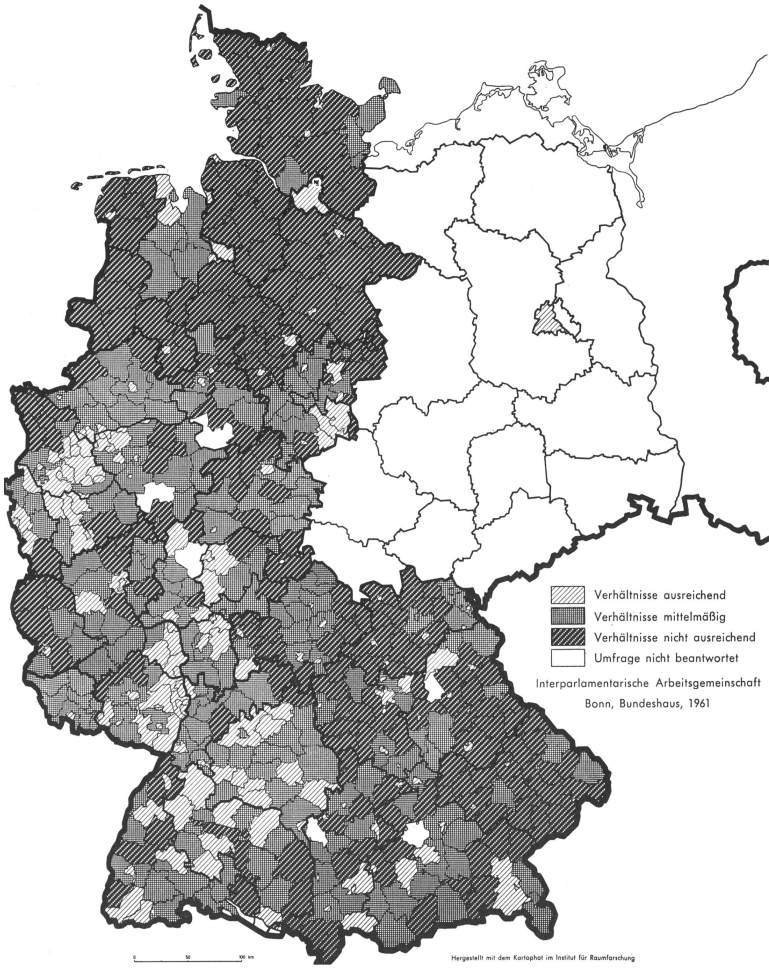 Verhältnisse ausreichend
Verhältnisse mittelmäßig
Verhältnisse nicht ausreichend
Umfrage nicht beantwortet
Interparlamentarische Arbeitsgemeinschaft
Bonn, Bundeshaus, 1961
0 50 100 km
Hergestellt mit dem Kartophot im Institut für Raumforschung